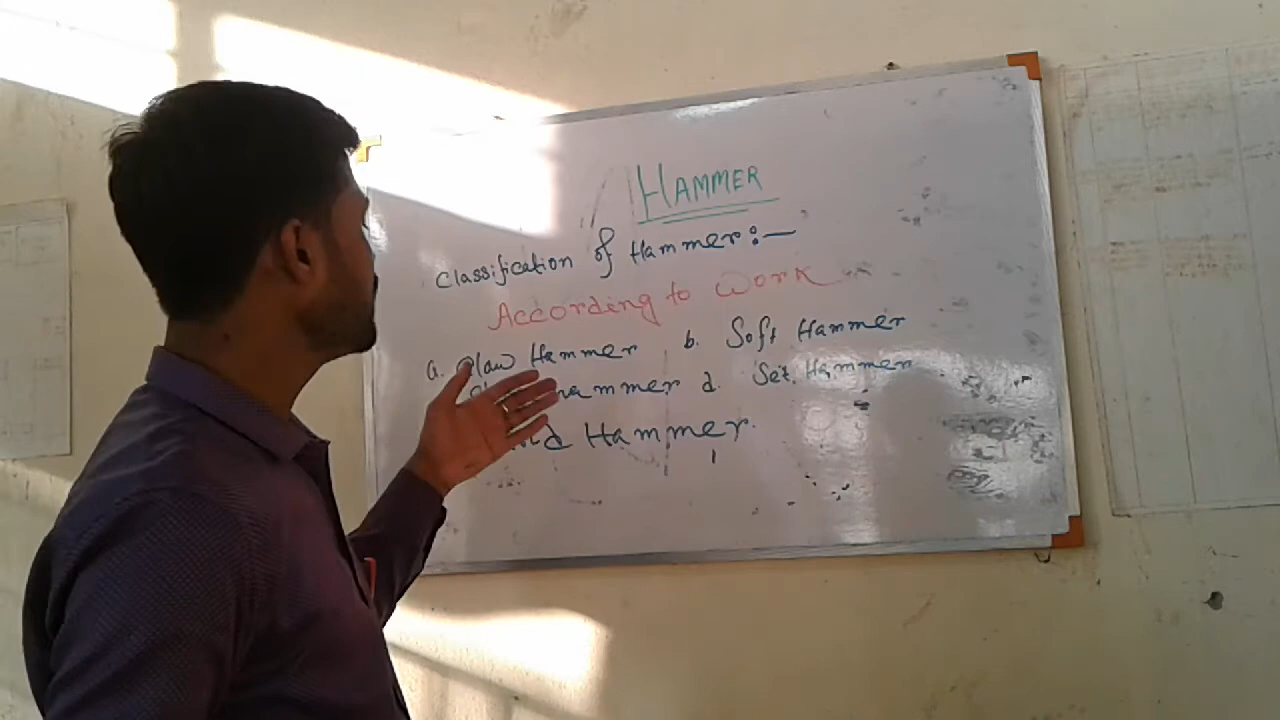 HAMMER
Classification of Hammer:—
According to Work
a. Claw Hammer b. Soft Hammer
Hammer d. Set Hammer
Hammer.